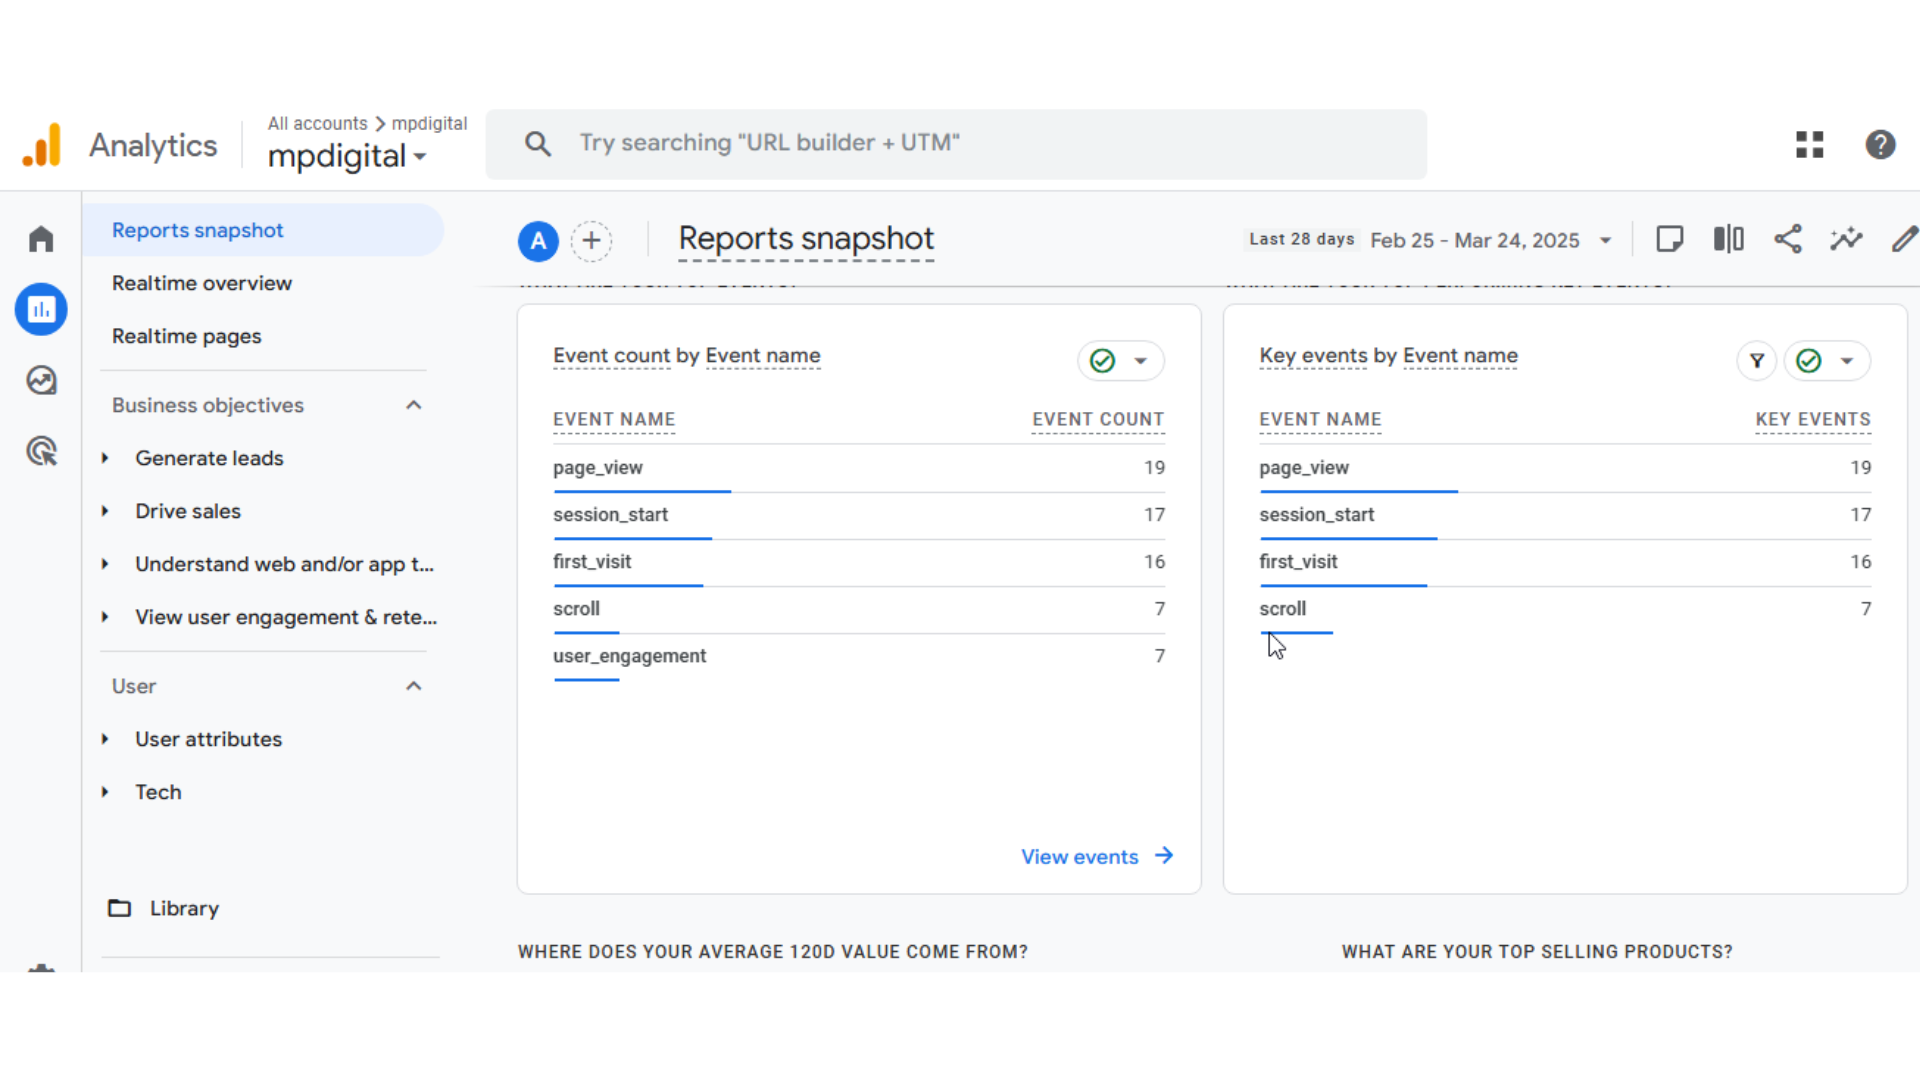 Analytics
All accounts > mpdigital
mpdigital
Try searching "URL builder + UTM"
Reports snapshot
Realtime overview
Realtime pages
Business objectives
Generate leads
Drive sales
Understand web and/or app t...
View user engagement & rete...
User
User attributes
Tech
Library
A
Reports snapshot
Last 28 days Feb 25 - Mar 24, 2025
Event count by Event name
EVENT NAME EVENT COUNT
page_view 19
session_start 17
first_visit 16
scroll 7
user_engagement 7
View events
Key events by Event name
EVENT NAME KEY EVENTS
page_view 19
session_start 17
first_visit 16
scroll 7
WHERE DOES YOUR AVERAGE 120D VALUE COME FROM?
WHAT ARE YOUR TOP SELLING PRODUCTS?